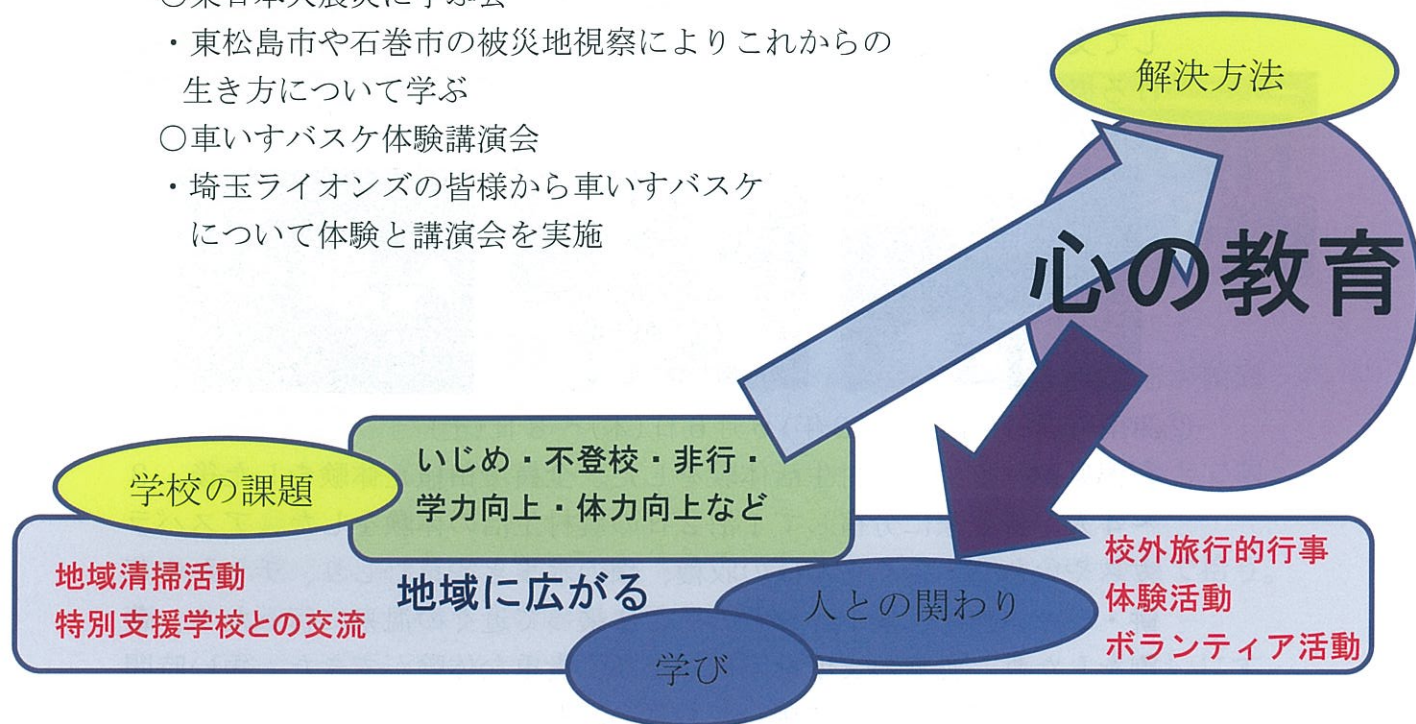 ・東松島市や石巻市の被災地視察によりこれからの
生き方について学ぶ
○車いすバスケ体験講演会
・埼玉ライオンズの皆様から車いすバスケ
について体験と講演会を実施
解決方法
心の教育
学校の課題
いじめ・不登校・非行・
学力向上・体力向上など
地域清掃活動
特別支援学校との交流
地域に広がる
人との関わり
学び
校外旅行的行事
体験活動
ボランティア活動